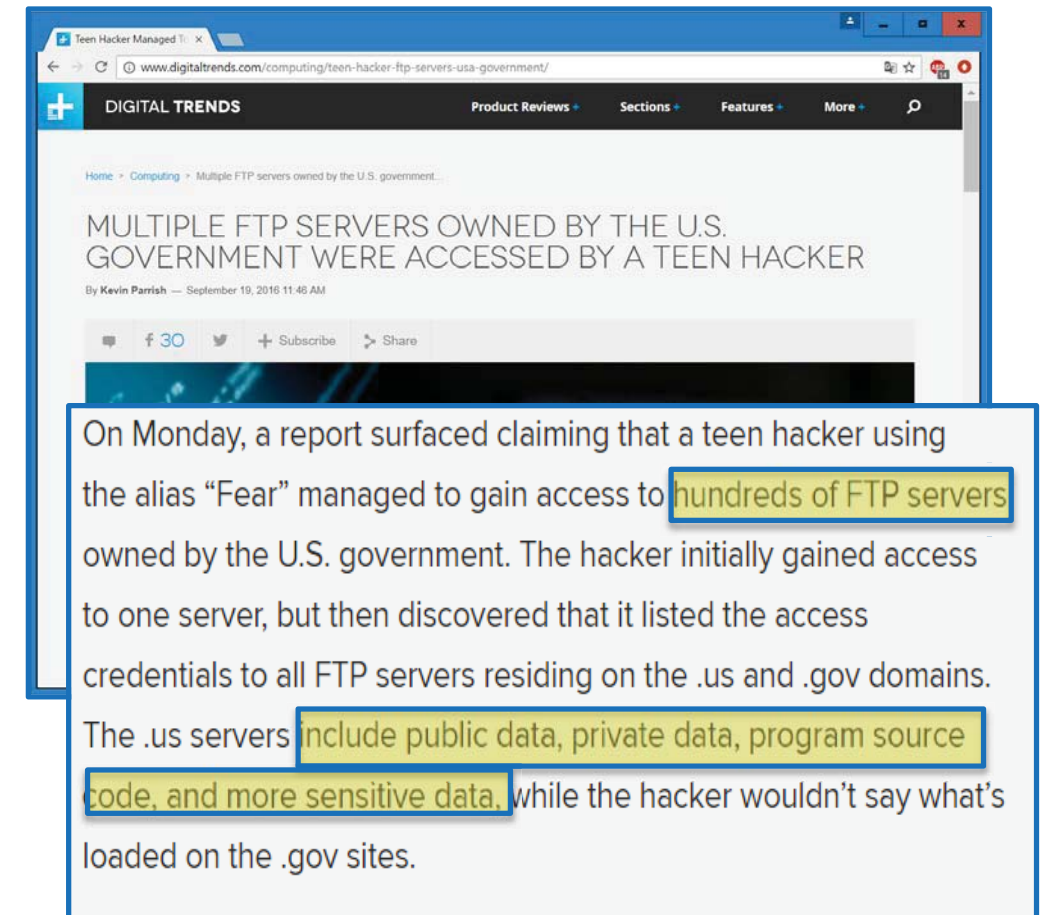 Teen Hacker Managed T
www.digitaltrends.com/computing/teen-hacker-ftp-servers-usa-government/
DIGITAL TRENDS Product Reviews + Sections + Features + More +
Home > Computing > Multiple FTP servers owned by the U.S. government...
MULTIPLE FTP SERVERS OWNED BY THE U.S.
GOVERNMENT WERE ACCESSED BY A TEEN HACKER
By Kevin Parrish — September 19, 2016 11:46 AM
f 30 + Subscribe Share
On Monday, a report surfaced claiming that a teen hacker using
the alias “Fear” managed to gain access to hundreds of FTP servers
owned by the U.S. government. The hacker initially gained access
to one server, but then discovered that it listed the access
credentials to all FTP servers residing on the .us and .gov domains.
The .us servers include public data, private data, program source
code, and more sensitive data, while the hacker wouldn’t say what’s
loaded on the .gov sites.